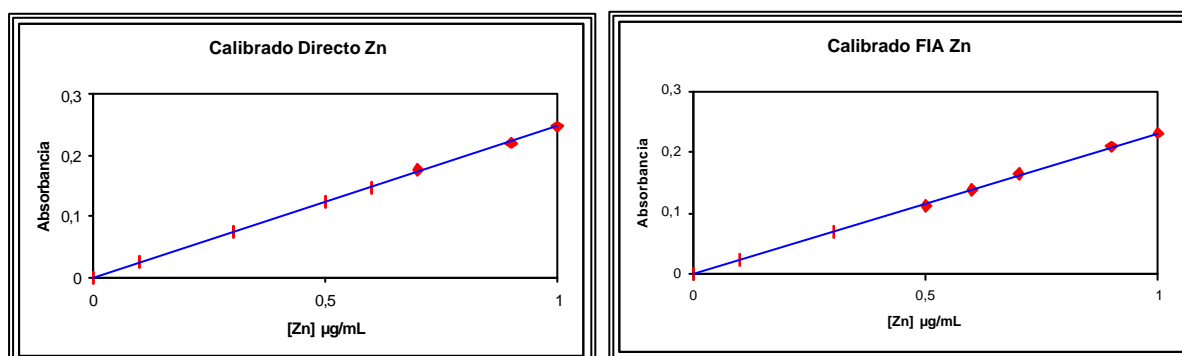 Calibrado Directo Zn
0,3
0,2
0,1
0
0
0,5
1
[Zn] µg/mL
Absorbancia
Calibrado FIA Zn
0,3
0,2
0,1
0
0
0,5
1
[Zn] µg/mL
Absorbancia